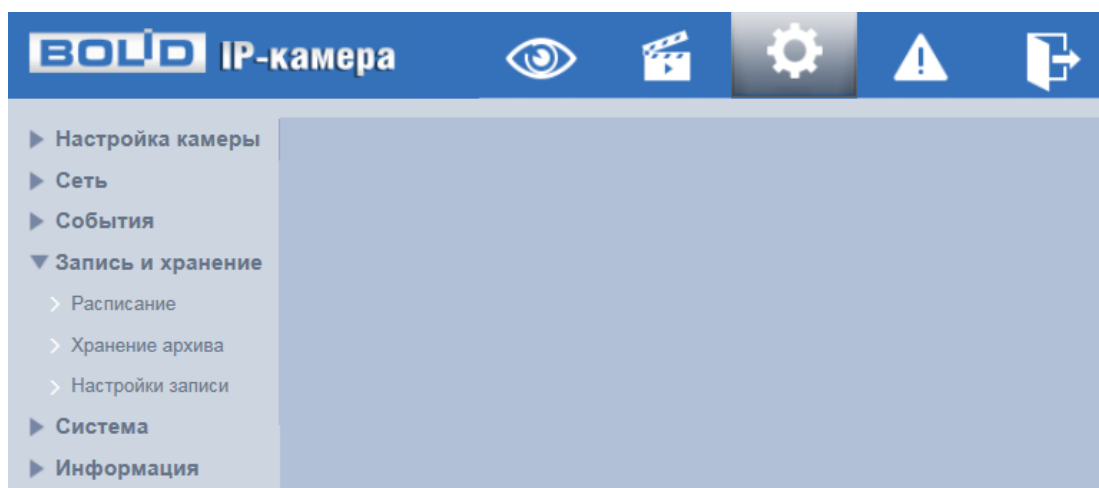 BOLID IP-камера
Настройка камеры
Сеть
События
Запись и хранение
Расписание
Хранение архива
Настройки записи
Система
Информация